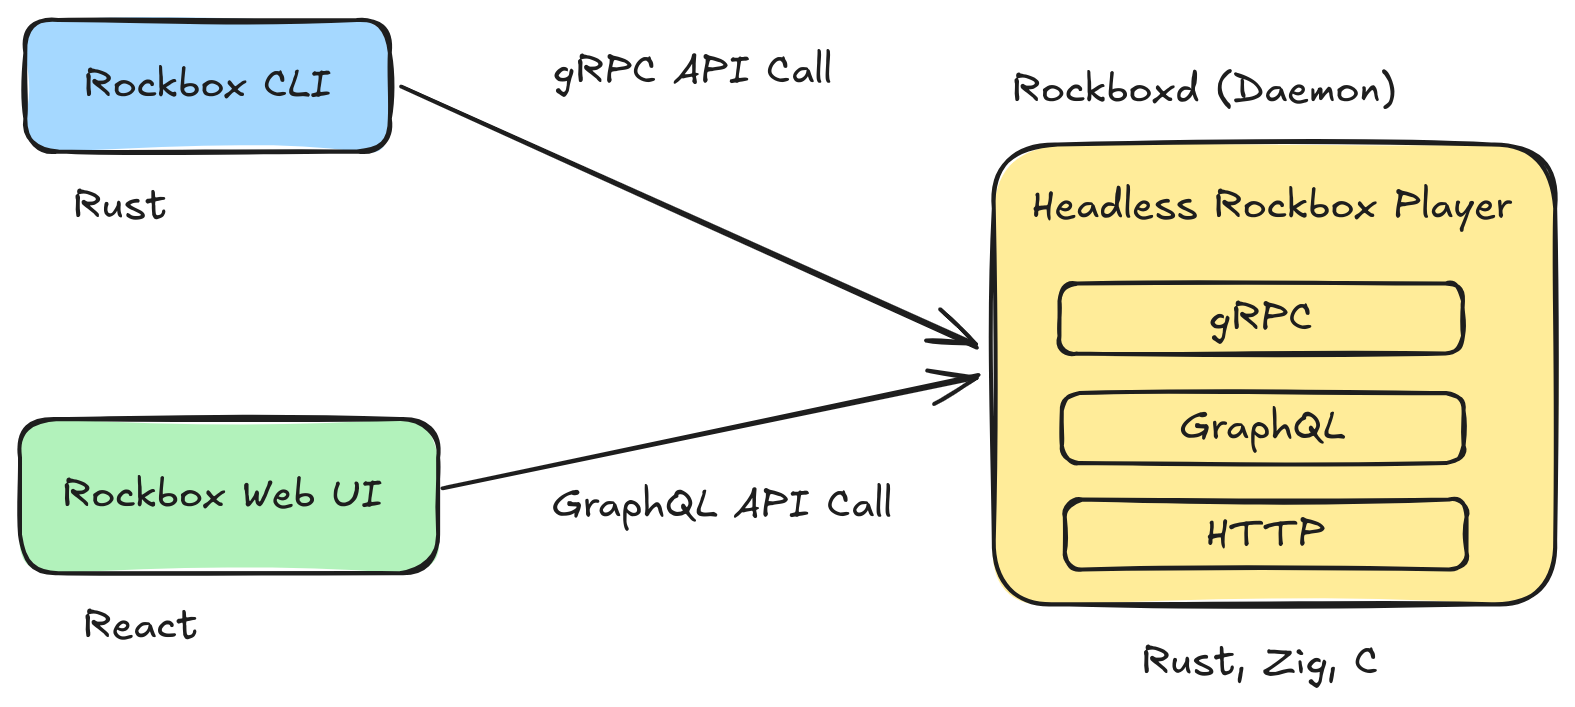 Rockbox CLI
Rust
gRPC API Call
Rockbox Web UI
React
GraphQL API Call
Rockboxd (Daemon)
Headless Rockbox Player
gRPC
GraphQL
HTTP
Rust, Zig, C